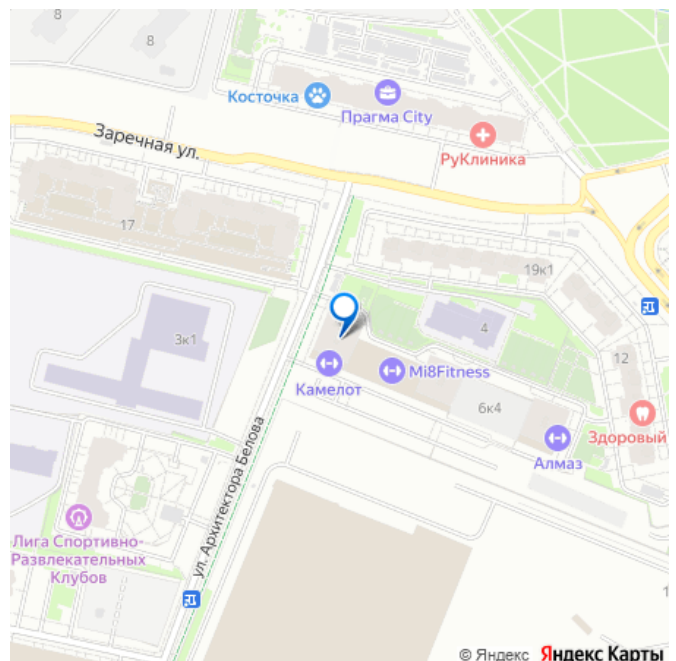 8
8
Косточка
Прагма City
РуКлиника
Заречная ул.
17
19к1
3к1
4
12
Камелот
Mi8Fitness
6к4
Здоровый
Алмаз
ул. Архитектора Белова
Лига Спортивно-
Развлекательных
Клубов
1
© Яндекс Яндекс Карты